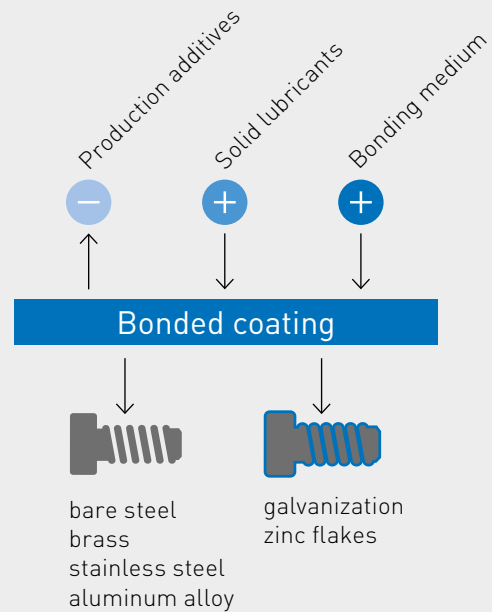 Production additives
Solid lubricants
Bonding medium
−
+
+
Bonded coating
bare steel
brass
stainless steel
aluminum alloy
galvanization
zinc flakes